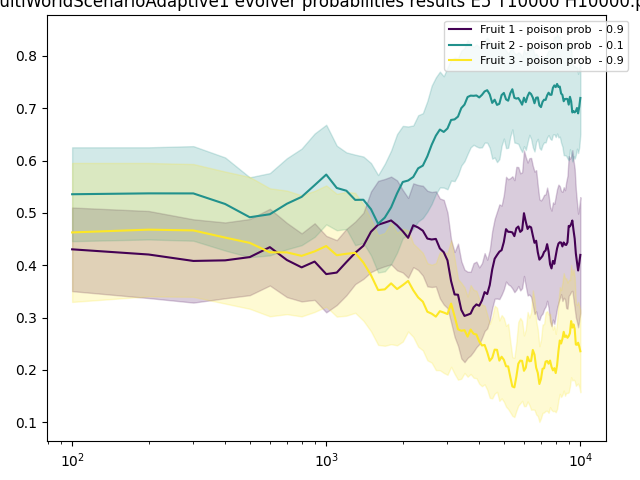 ultiWorldScenarioAdaptive1 evolver probabilities results E5 T10000 H10000.p
Fruit 1 - poison prob - 0.9
Fruit 2 - poison prob - 0.1
Fruit 3 - poison prob - 0.9
0.8
0.7
0.6
0.5
0.4
0.3
0.2
0.1
10²
10³
10⁴